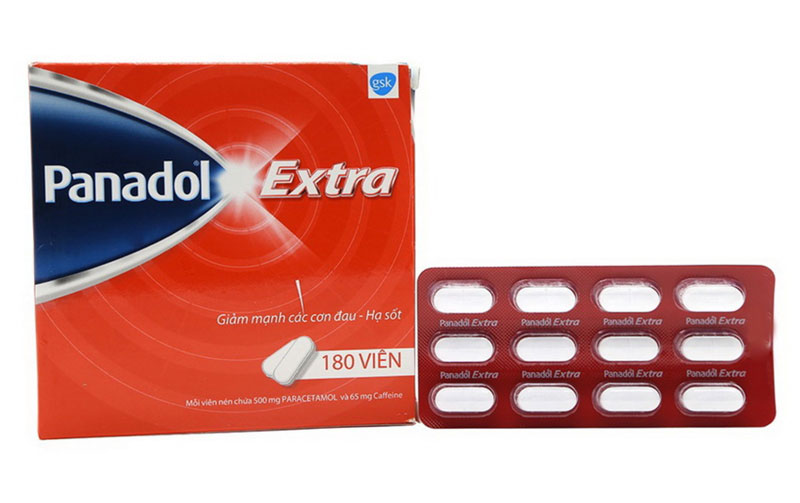 gsk
Panadol Extra
Giảm mạnh các cơn đau - Hạ sốt
180 VIÊN
Mỗi viên nén chứa 500 mg PARACETAMOL và 65 mg Caffeine
Panadol Extra Panadol Extra Panadol Extra Panadol Extra
Panadol Extra Panadol Extra Panadol Extra Panadol Extra